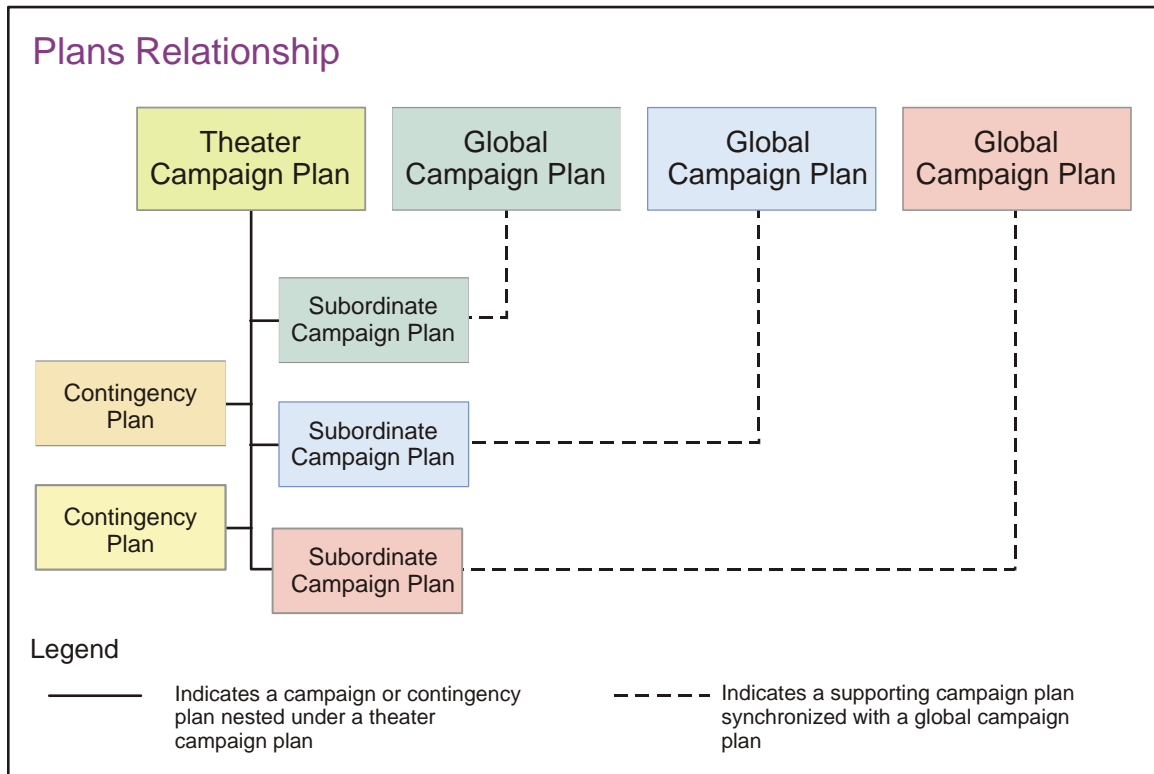 Plans Relationship
Theater
Campaign Plan
Global
Campaign Plan
Global
Campaign Plan
Global
Campaign Plan
Subordinate
Campaign Plan
Contingency
Plan
Subordinate
Campaign Plan
Contingency
Plan
Subordinate
Campaign Plan
Legend
Indicates a campaign or contingency
plan nested under a theater
campaign plan
Indicates a supporting campaign plan
synchronized with a global campaign
plan